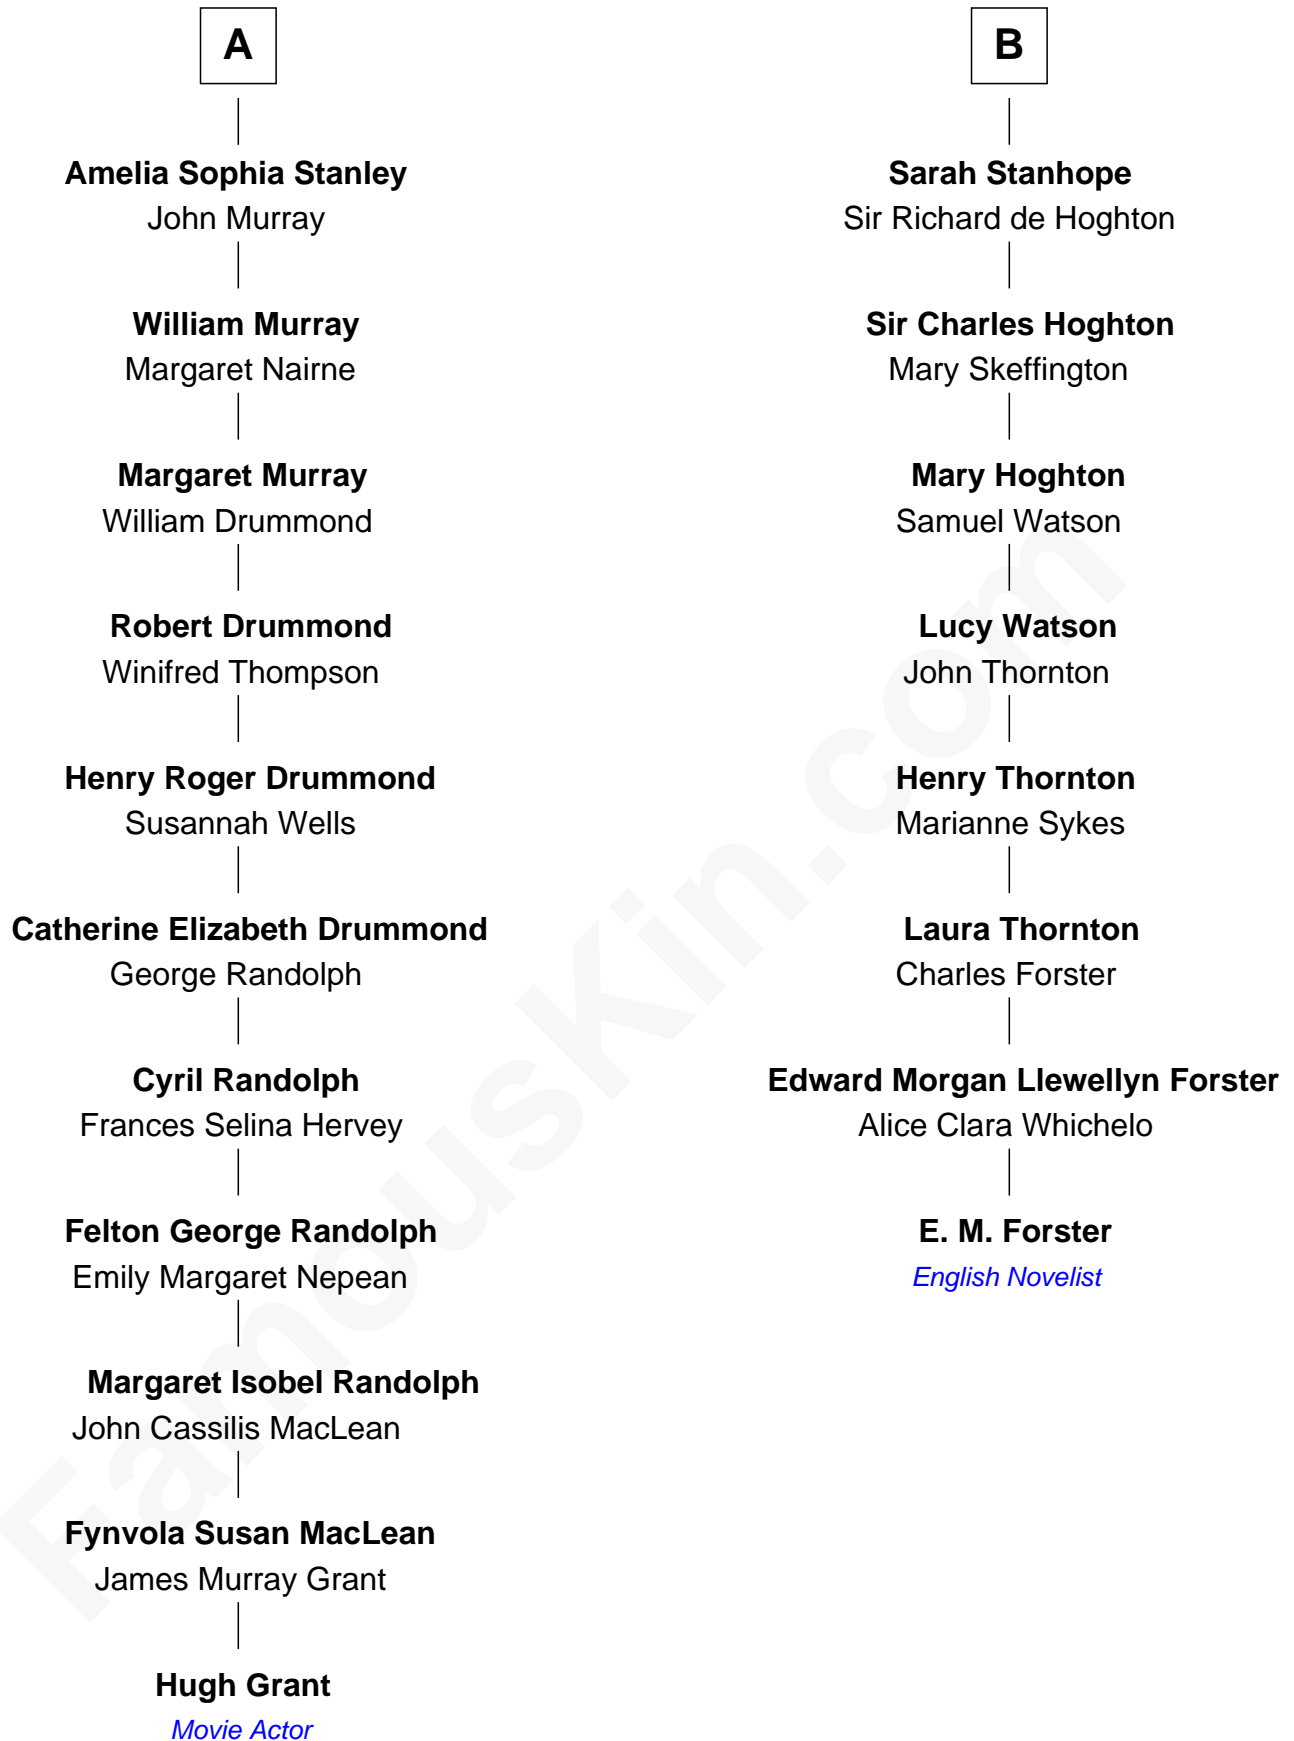 A
Amelia Sophia Stanley
John Murray
William Murray
Margaret Nairne
Margaret Murray
William Drummond
Robert Drummond
Winifred Thompson
Henry Roger Drummond
Susannah Wells
Catherine Elizabeth Drummond
George Randolph
Cyril Randolph
Frances Selina Hervey
Felton George Randolph
Emily Margaret Nepean
Margaret Isobel Randolph
John Cassilis MacLean
Fynvola Susan MacLean
James Murray Grant
Hugh Grant
Movie Actor
B
Sarah Stanhope
Sir Richard de Hoghton
Sir Charles Hoghton
Mary Skeffington
Mary Hoghton
Samuel Watson
Lucy Watson
John Thornton
Henry Thornton
Marianne Sykes
Laura Thornton
Charles Forster
Edward Morgan Llewellyn Forster
Alice Clara Whichelo
E. M. Forster
English Novelist
FamousKin.com